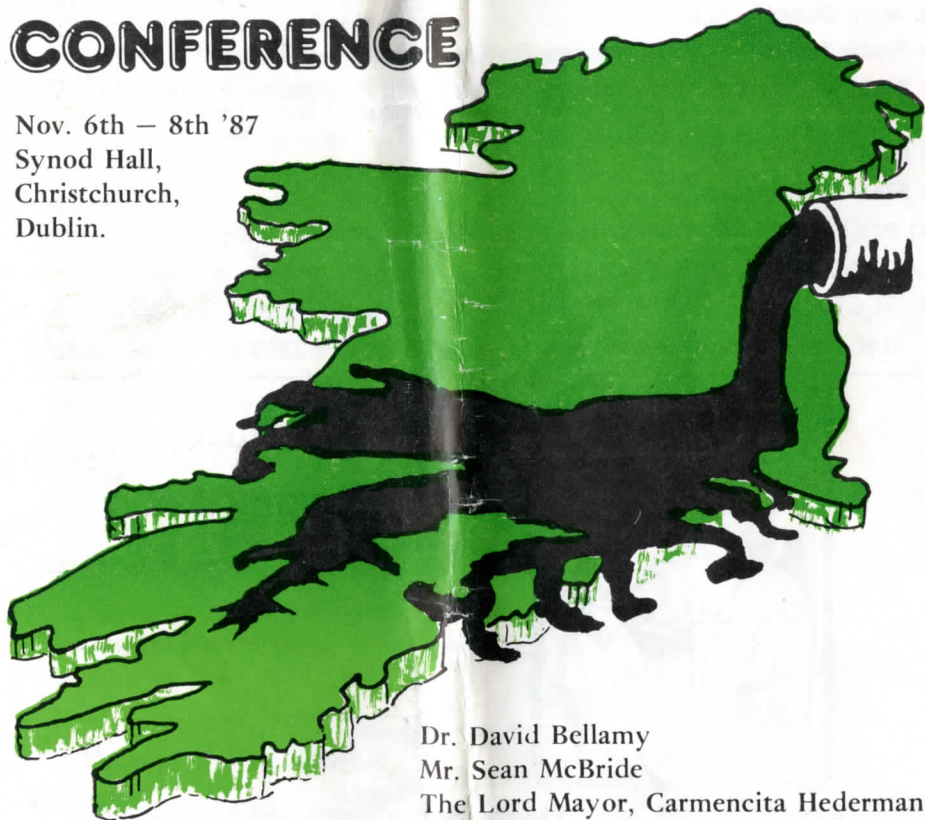 CONFERENCE
Nov. 6th – 8th '87
Synod Hall,
Christchurch,
Dublin.
Dr. David Bellamy
Mr. Sean McBride
The Lord Mayor, Carmencita Hederman